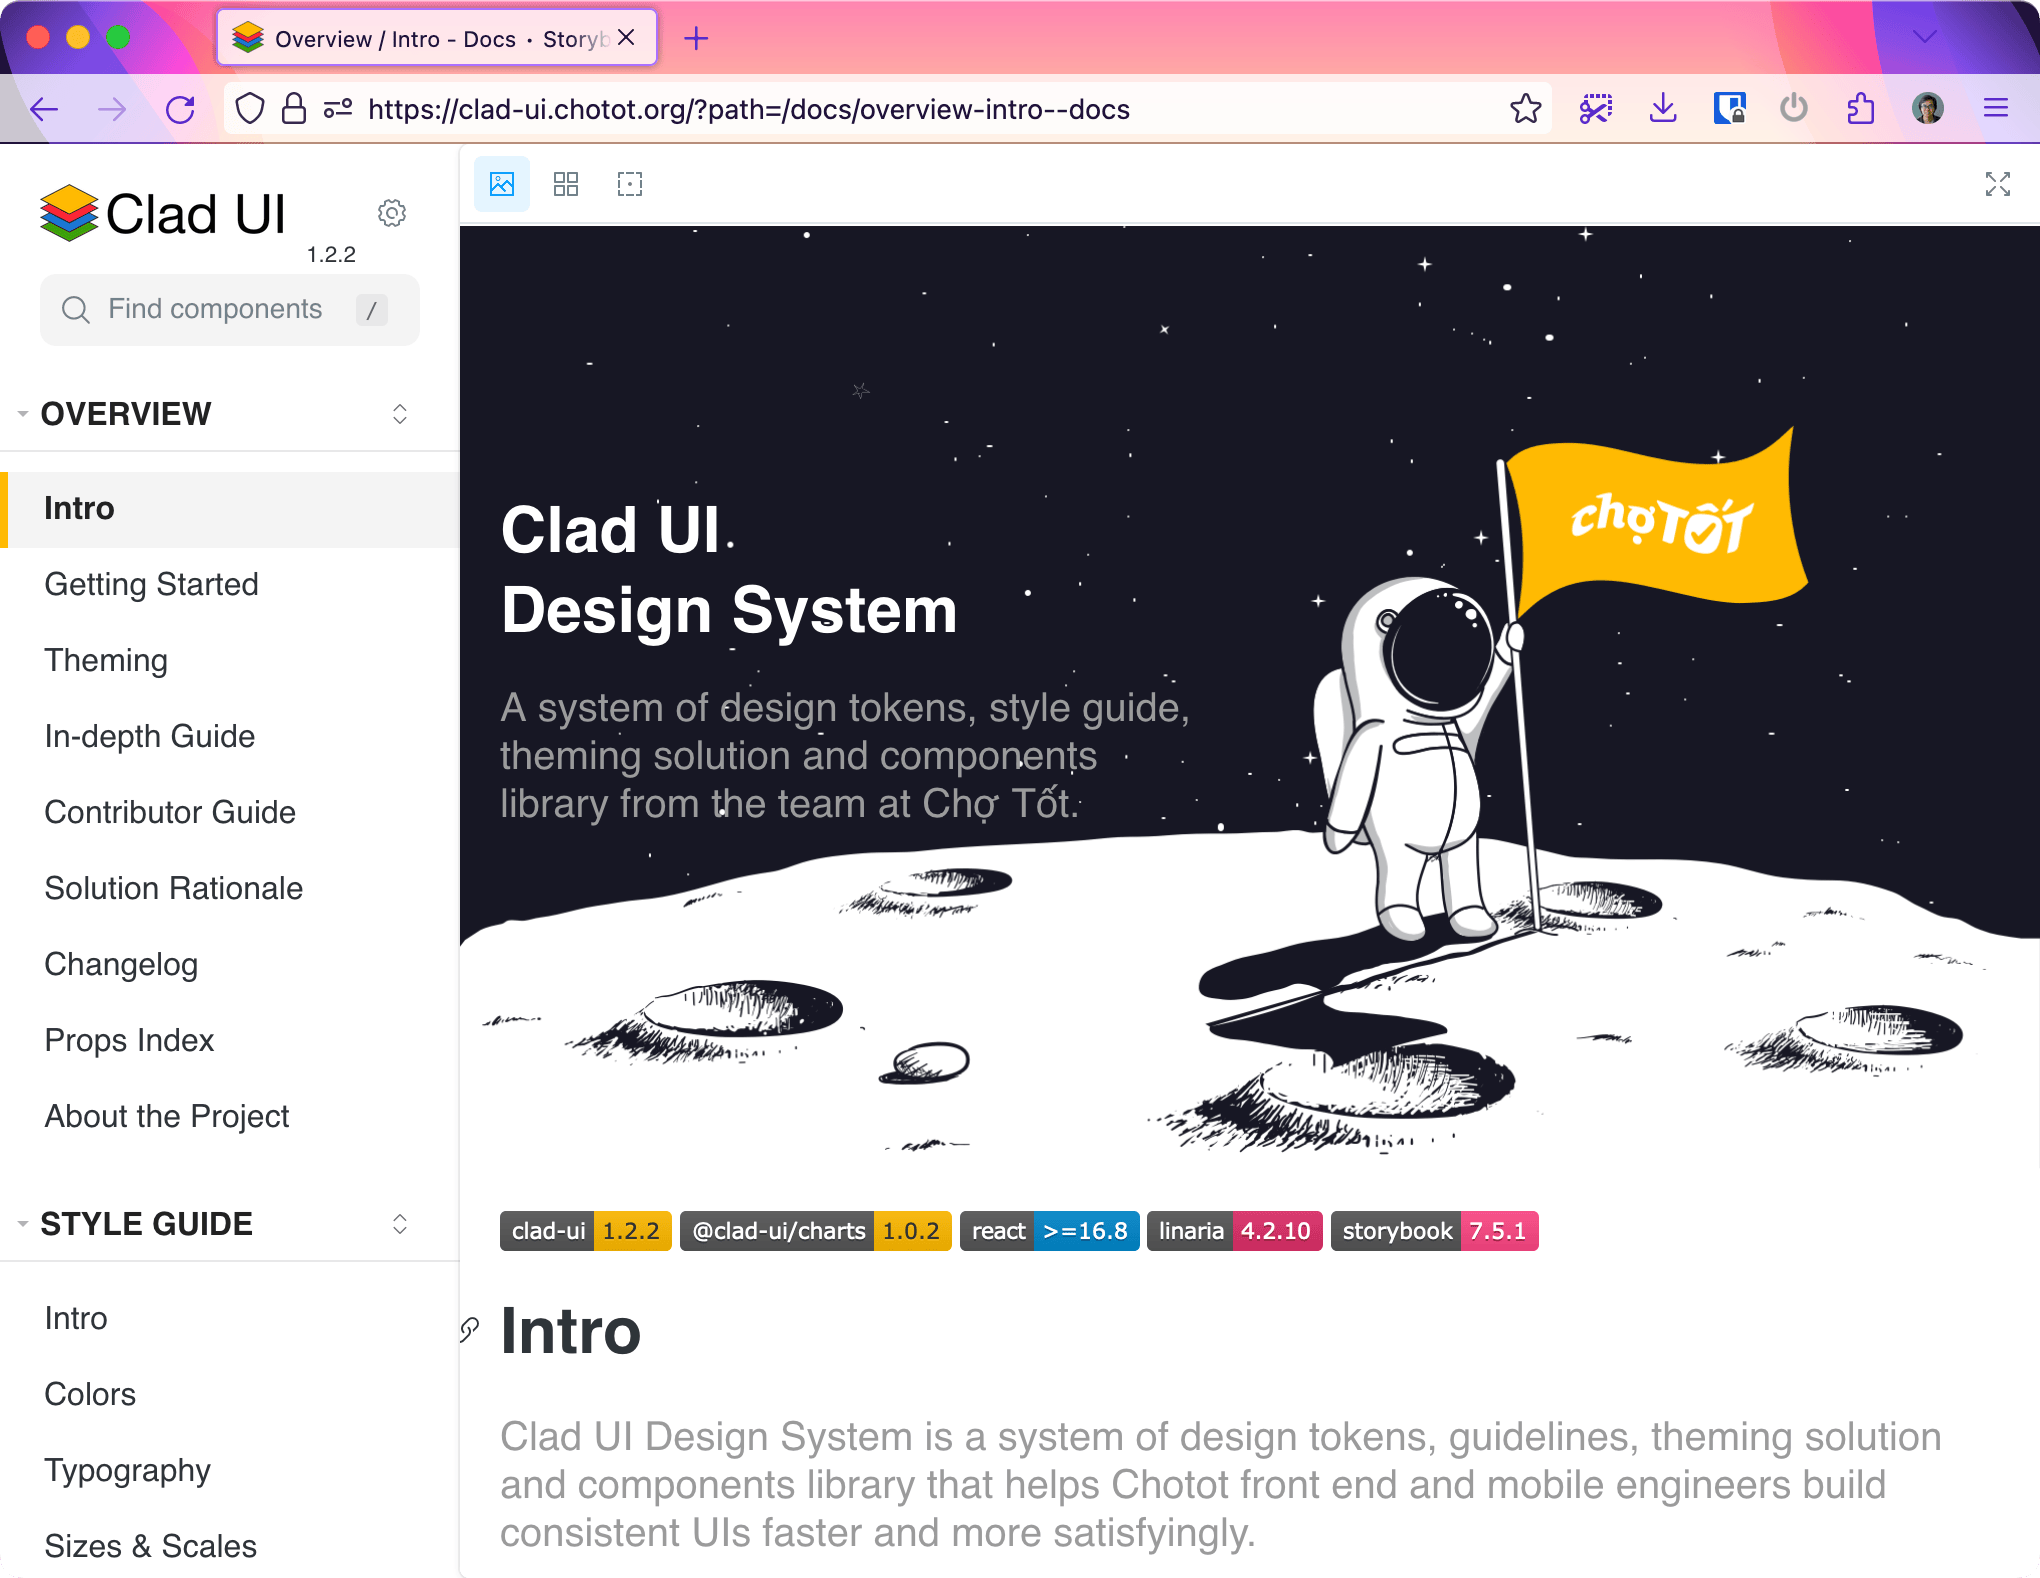 Overview / Intro - Docs · Storyb
https://clad-ui.chotot.org/?path=/docs/overview-intro--docs
Clad UI
1.2.2
Find components /
OVERVIEW
Intro
Getting Started
Theming
In-depth Guide
Contributor Guide
Solution Rationale
Changelog
Props Index
About the Project
STYLE GUIDE
Intro
Colors
Typography
Sizes & Scales
chợTỐT
Clad UI
Design System
A system of design tokens, style guide,
theming solution and components
library from the team at Chợ Tốt.
clad-ui 1.2.2 @clad-ui/charts 1.0.2 react >=16.8 linaria 4.2.10 storybook 7.5.1
Intro
Clad UI Design System is a system of design tokens, guidelines, theming solution
and components library that helps Chotot front end and mobile engineers build
consistent UIs faster and more satisfyingly.